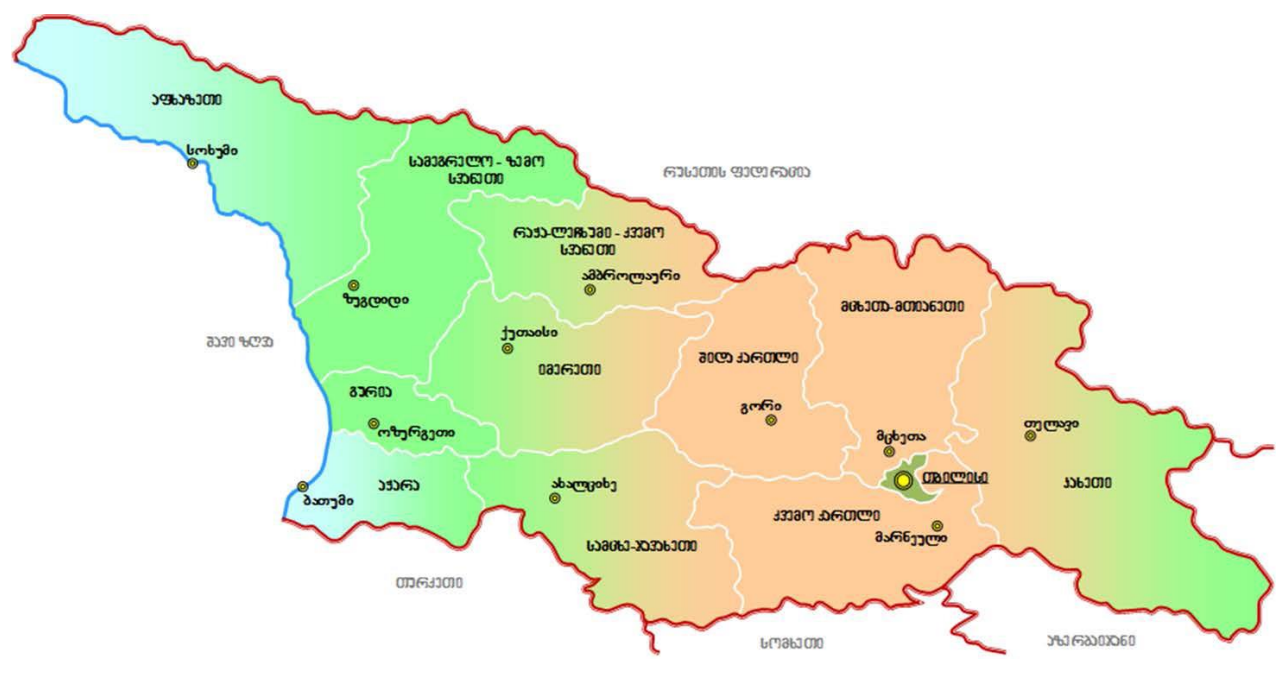 აფხაზეთი
სოხუმი
სამეგრელო - ზემო
სვანეთი
რუსეთის ფედერაცია
რაჭა-ლეჩხუმი - ქვემო
სვანეთი
ამბროლაური
ზუგდიდი
მცხეთა-მთიანეთი
შავი ზღვა
ქუთაისი
იმერეთი
შიდა ქართლი
გურია
ოზურგეთი
გორი
მცხეთა
თელავი
თბილისი
კახეთი
აჭარა
ბათუმი
ახალციხე
ქვემო ქართლი
მარნეული
სამცხე-ჯავახეთი
თურქეთი
სომხეთი
აზერბაიჯანი